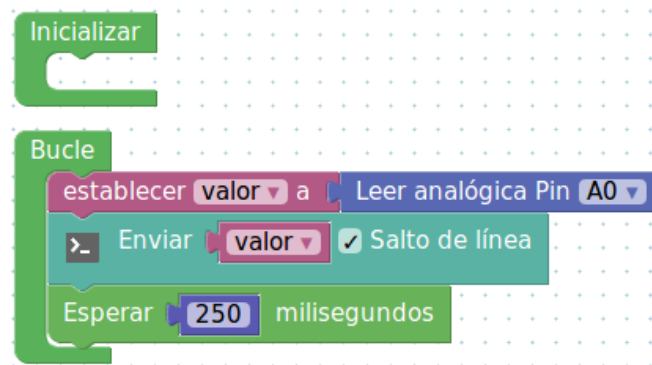 Inicializar
Bucle
establecer valor a Leer analógica Pin A0
>_ Enviar valor Salto de línea
Esperar 250 milisegundos